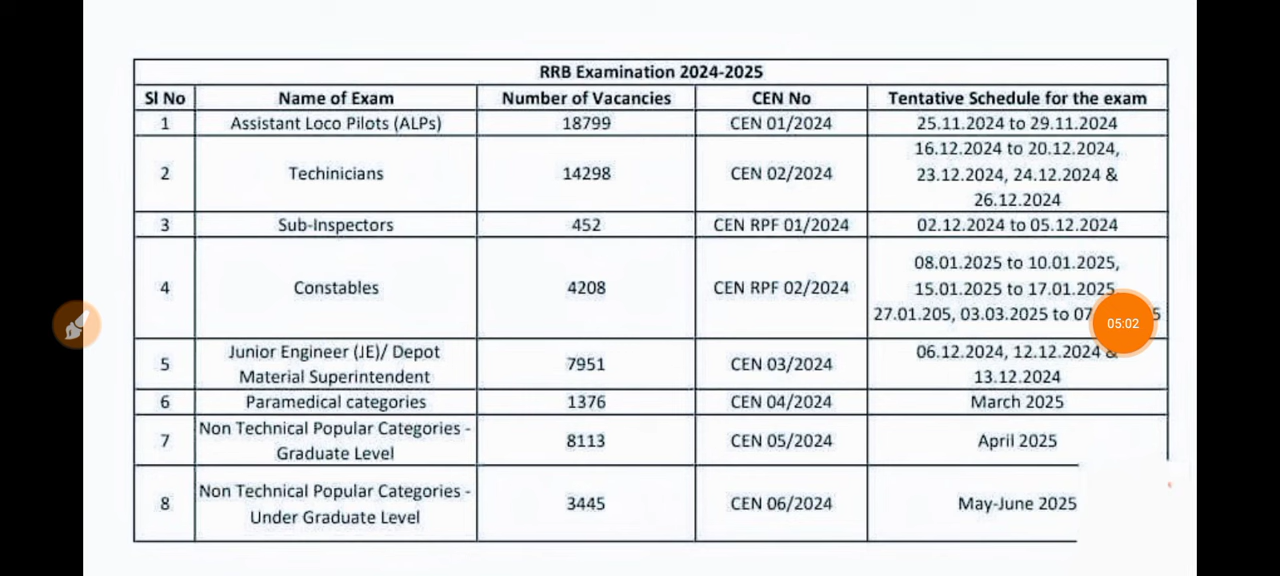 RRB Examination 2024-2025
Sl No Name of Exam Number of Vacancies CEN No Tentative Schedule for the exam
1 Assistant Loco Pilots (ALPs) 18799 CEN 01/2024 25.11.2024 to 29.11.2024
2 Techinicians 14298 CEN 02/2024 16.12.2024 to 20.12.2024,
23.12.2024, 24.12.2024 &
26.12.2024
3 Sub-Inspectors 452 CEN RPF 01/2024 02.12.2024 to 05.12.2024
4 Constables 4208 CEN RPF 02/2024 08.01.2025 to 10.01.2025,
15.01.2025 to 17.01.2025
27.01.205, 03.03.2025 to
05:02
5 Junior Engineer (JE)/ Depot
Material Superintendent 7951 CEN 03/2024 06.12.2024, 12.12.2024 &
13.12.2024
6 Paramedical categories 1376 CEN 04/2024 March 2025
7 Non Technical Popular Categories -
Graduate Level 8113 CEN 05/2024 April 2025
8 Non Technical Popular Categories -
Under Graduate Level 3445 CEN 06/2024 May-June 2025